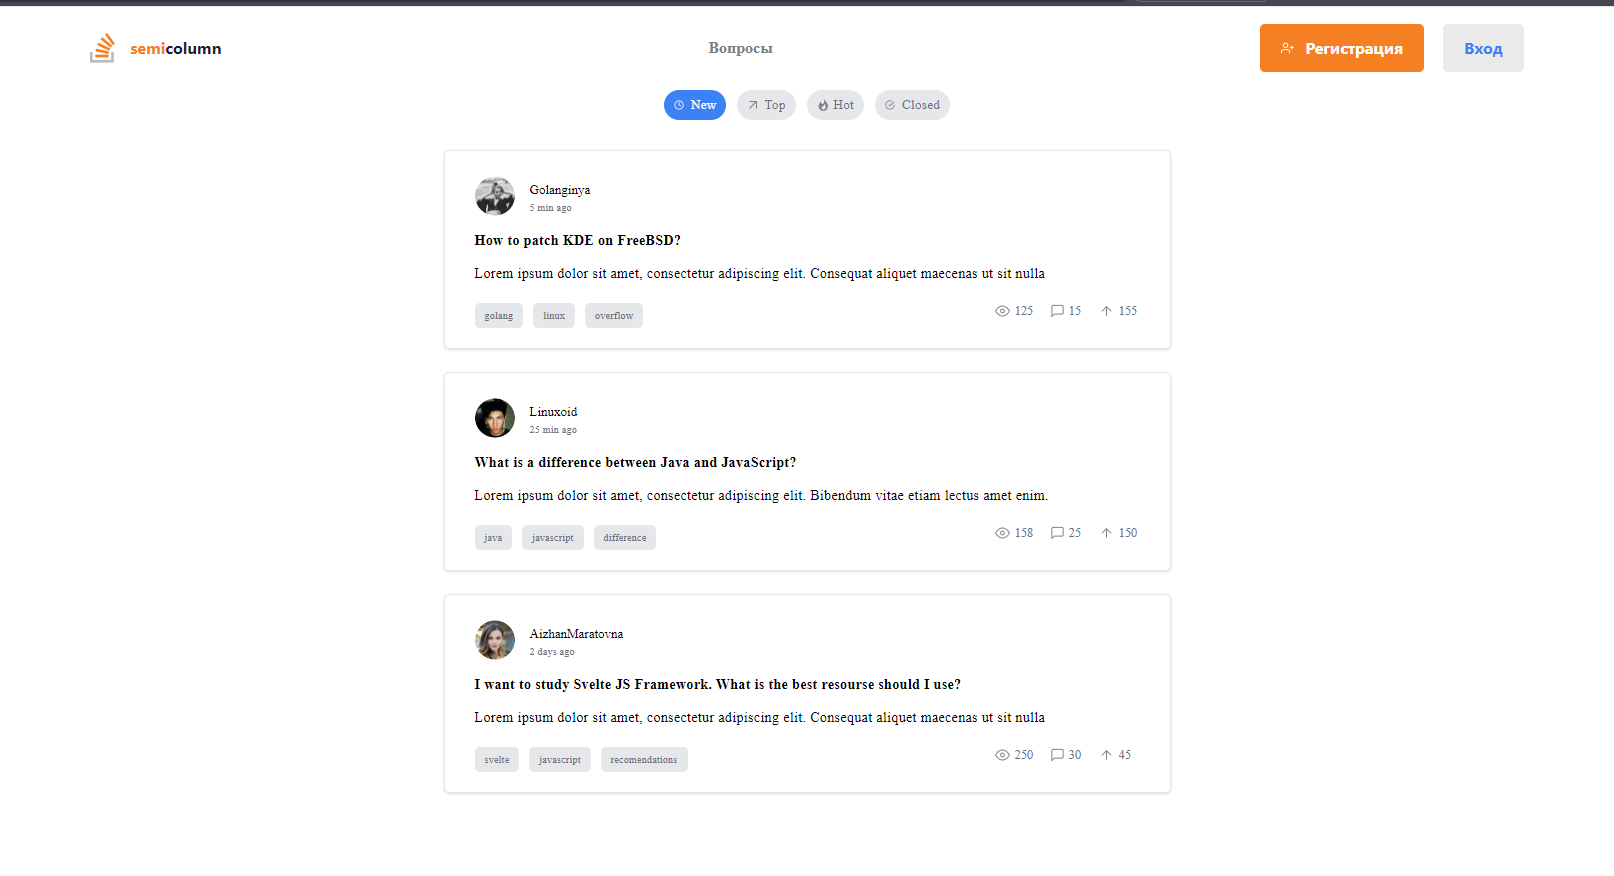 semicolumn
Вопросы
Регистрация
Вход
New
Top
Hot
Closed
Golanginya
5 min ago
How to patch KDE on FreeBSD?
Lorem ipsum dolor sit amet, consectetur adipiscing elit. Consequat aliquet maecenas ut sit nulla
golang linux overflow
125 15 155
Linuxoid
25 min ago
What is a difference between Java and JavaScript?
Lorem ipsum dolor sit amet, consectetur adipiscing elit. Bibendum vitae etiam lectus amet enim.
java javascript difference
158 25 150
AizhanMaratovna
2 days ago
I want to study Svelte JS Framework. What is the best resourse should I use?
Lorem ipsum dolor sit amet, consectetur adipiscing elit. Consequat aliquet maecenas ut sit nulla
svelte javascript recomendations
250 30 45